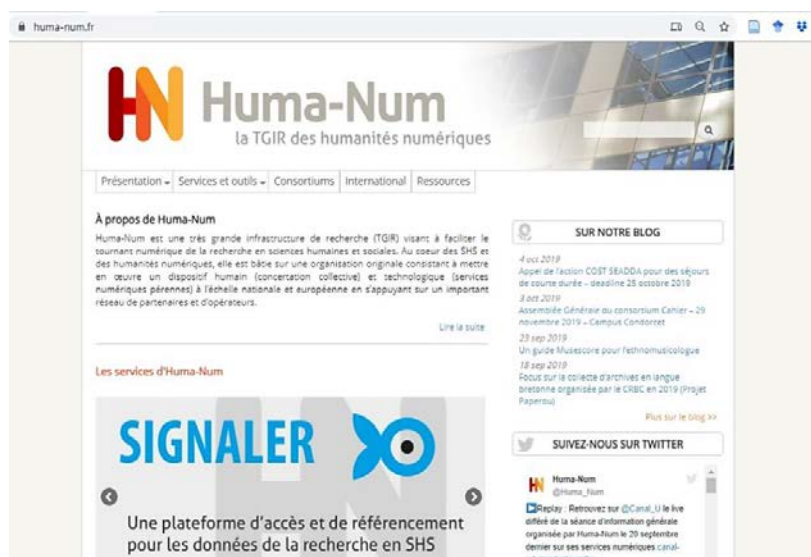 huma-num.fr
HN Huma-Num
la TGIR des humanités numériques
Présentation
Services et outils
Consortiums
International
Ressources
À propos de Huma-Num
Huma-Num est une très grande infrastructure de recherche (TGIR) visant à faciliter le
tournant numérique de la recherche en sciences humaines et sociales. Au coeur des SHS et
des humanités numériques, elle est bâtie sur une organisation originale consistant à mettre
en œuvre un dispositif humain (concertation collective) et technologique (services
numériques pérennes) à l'échelle nationale et européenne en s'appuyant sur un important
réseau de partenaires et d'opérateurs.
Lire la suite
Les services d'Huma-Num
SIGNALER
Une plateforme d'accès et de référencement
pour les données de la recherche en SHS
SUR NOTRE BLOG
4 oct 2019
Appel de l'action COST SEADDA pour des séjours
de courte durée – deadline 25 octobre 2019
3 oct 2019
Assemblée Générale du consortium Cahier – 29
novembre 2019 – Campus Condorcet
23 sep 2019
Un guide Musescore pour l'ethnomusicologue
18 sep 2019
Focus sur la collecte d'archives en langue
bretonne organisée par le CRBC en 2019 (Projet
Paperoù)
Plus sur le blog >>
SUIVEZ-NOUS SUR TWITTER
HN Huma-Num
@Huma_Num
Replay : Retrouvez sur @Canal_U le live
différé de la séance d'information générale
organisée par Huma-Num le 20 septembre
dernier sur ses services numériques canal-